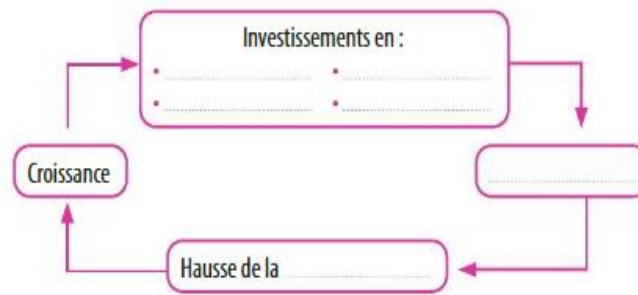 Investissements en :
• ................ • ................
• ................ • ................
Croissance
................
Hausse de la ................